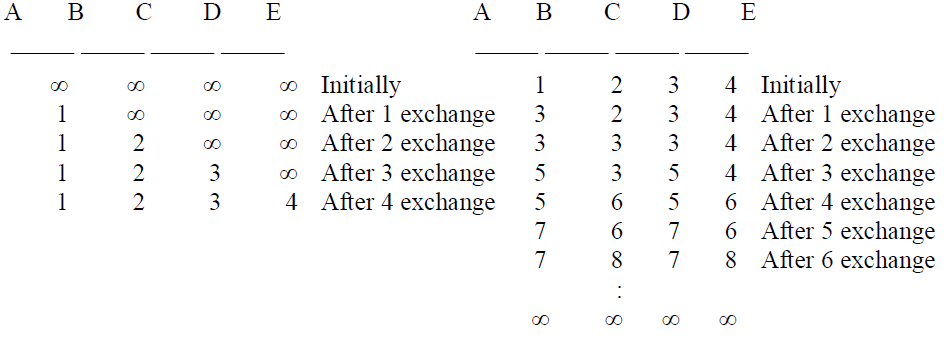 A B C D E
∞ ∞ ∞ ∞ Initially
1 ∞ ∞ ∞ After 1 exchange
1 2 ∞ ∞ After 2 exchange
1 2 3 ∞ After 3 exchange
1 2 3 4 After 4 exchange
A B C D E
1 2 3 4 Initially
3 2 3 4 After 1 exchange
3 3 3 4 After 2 exchange
5 3 5 4 After 3 exchange
5 6 5 6 After 4 exchange
7 6 7 6 After 5 exchange
7 8 7 8 After 6 exchange
:
∞ ∞ ∞ ∞